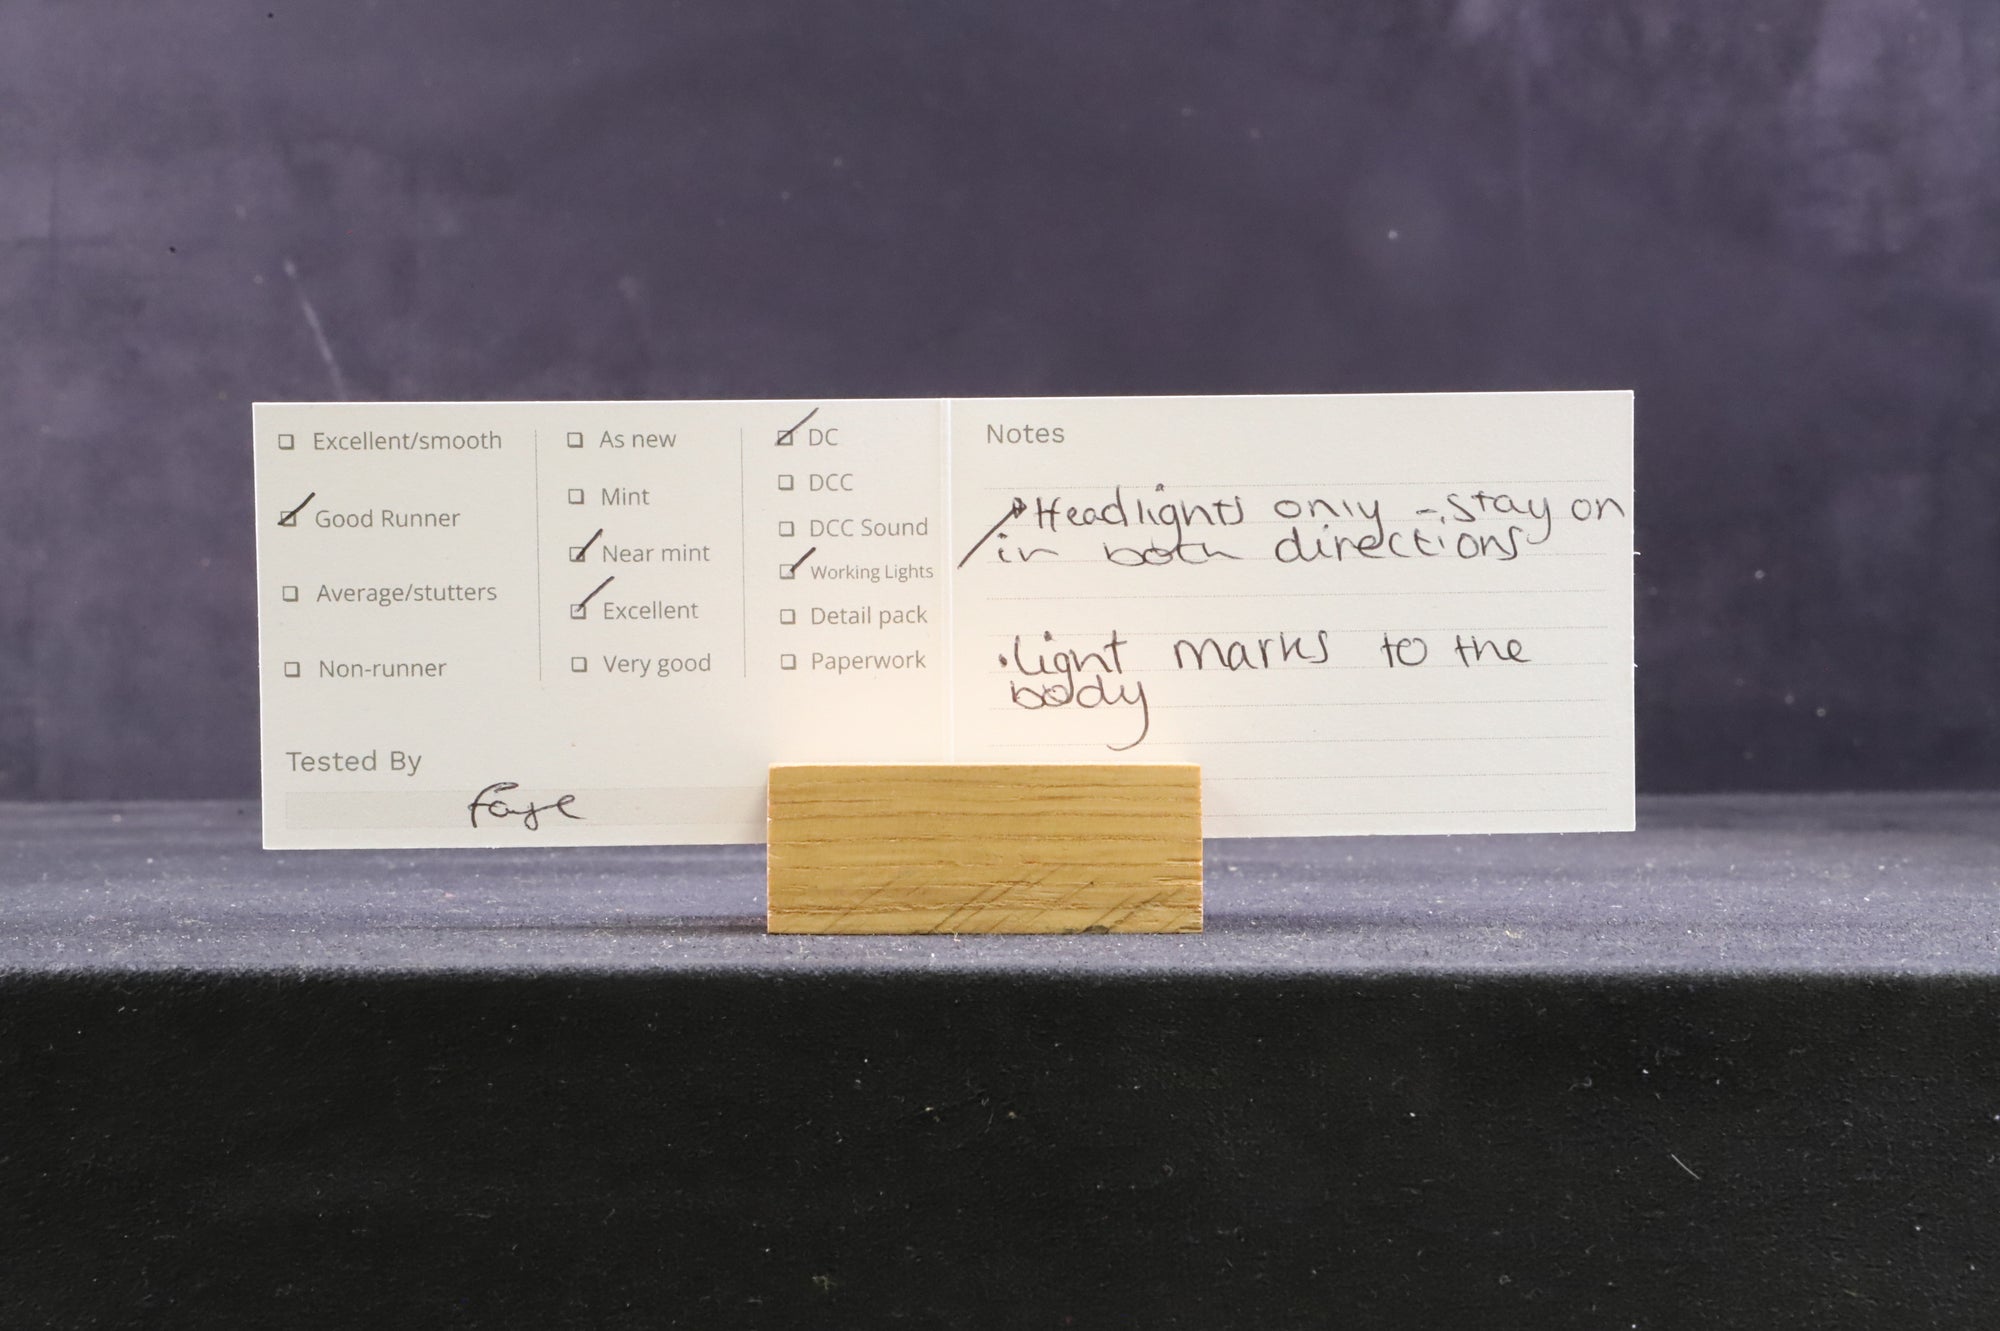 Excellent/smooth
Good Runner
Average/stutters
Non-runner
As new
Mint
Near mint
Excellent
Very good
DC
DCC
DCC Sound
Working Lights
Detail pack
Paperwork
Tested By
Faye
Notes
Headlights only - stay on
in both directions
• light marks to the
body